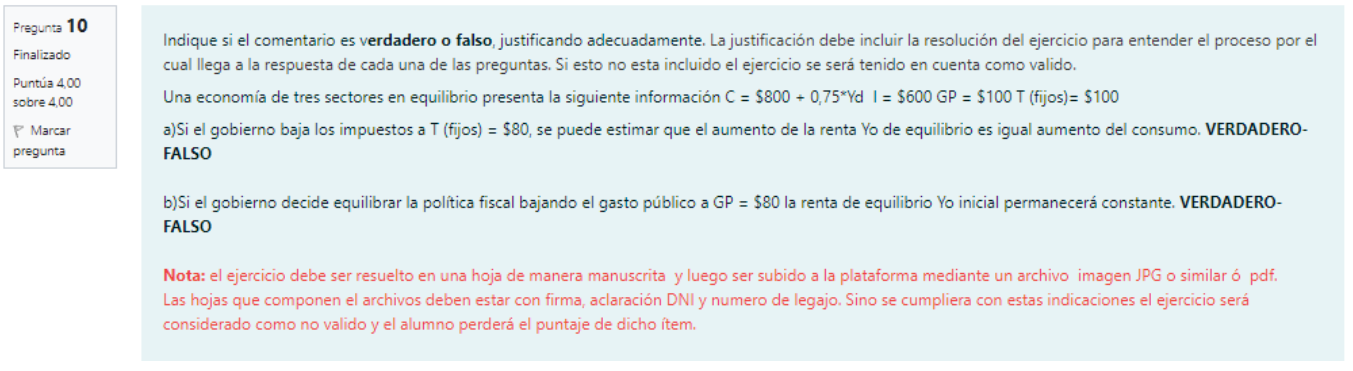 Pregunta 10
Finalizado
Puntúa 4,00
sobre 4,00
Marcar
pregunta
Indique si el comentario es verdadero o falso, justificando adecuadamente. La justificación debe incluir la resolución del ejercicio para entender el proceso por el
cual llega a la respuesta de cada una de las preguntas. Si esto no esta incluido el ejercicio se será tenido en cuenta como valido.
Una economía de tres sectores en equilibrio presenta la siguiente información C = $800 + 0,75*Yd I = $600 GP = $100 T (fijos)= $100
a)Si el gobierno baja los impuestos a T (fijos) = $80, se puede estimar que el aumento de la renta Yo de equilibrio es igual aumento del consumo. VERDADERO-
FALSO
b)Si el gobierno decide equilibrar la política fiscal bajando el gasto público a GP = $80 la renta de equilibrio Yo inicial permanecerá constante. VERDADERO-
FALSO
Nota: el ejercicio debe ser resuelto en una hoja de manera manuscrita y luego ser subido a la plataforma mediante un archivo imagen JPG o similar ó pdf.
Las hojas que componen el archivos deben estar con firma, aclaración DNI y numero de legajo. Sino se cumpliera con estas indicaciones el ejercicio será
considerado como no valido y el alumno perderá el puntaje de dicho ítem.